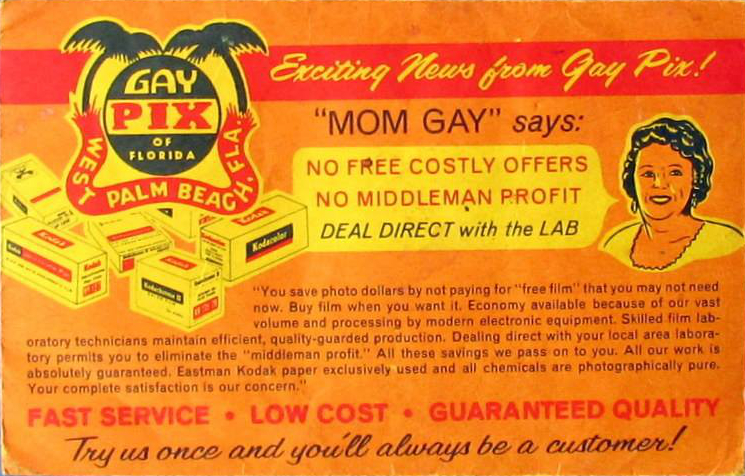 GAY
PIX
OF
FLORIDA
WEST PALM BEACH, FLA.
Exciting News from Gay Pix!
"MOM GAY" says:
NO FREE COSTLY OFFERS
NO MIDDLEMAN PROFIT
DEAL DIRECT with the LAB
Kodak
Kodak
Kodak
Kodacolor
Kodachrome II
"You save photo dollars by not paying for "free film" that you may not need
now. Buy film when you want it. Economy available because of our vast
volume and processing by modern electronic equipment. Skilled film lab-
oratory technicians maintain efficient, quality-guarded production. Dealing direct with your local area labora-
tory permits you to eliminate the "middleman profit." All these savings we pass on to you. All our work is
absolutely guaranteed. Eastman Kodak paper exclusively used and all chemicals are photographically pure.
Your complete satisfaction is our concern."
FAST SERVICE • LOW COST • GUARANTEED QUALITY
Try us once and you'll always be a customer!